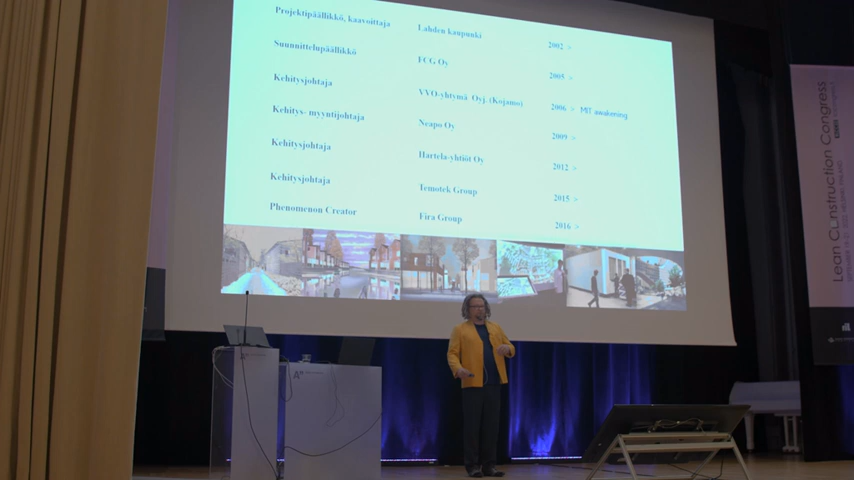 Projektipäällikkö, kaavoittaja Lahden kaupunki 2002 >
Suunnittelupäällikkö FCG Oy 2005 >
Kehitysjohtaja VVO-yhtymä Oyj. (Kojamo) 2006 > MIT awakening
Kehitys- myyntijohtaja Neapo Oy 2009 >
Kehitysjohtaja Hartela-yhtiöt Oy 2012 >
Kehitysjohtaja Temotek Group 2015 >
Phenomenon Creator Fira Group 2016 >
Lean Construction Congress